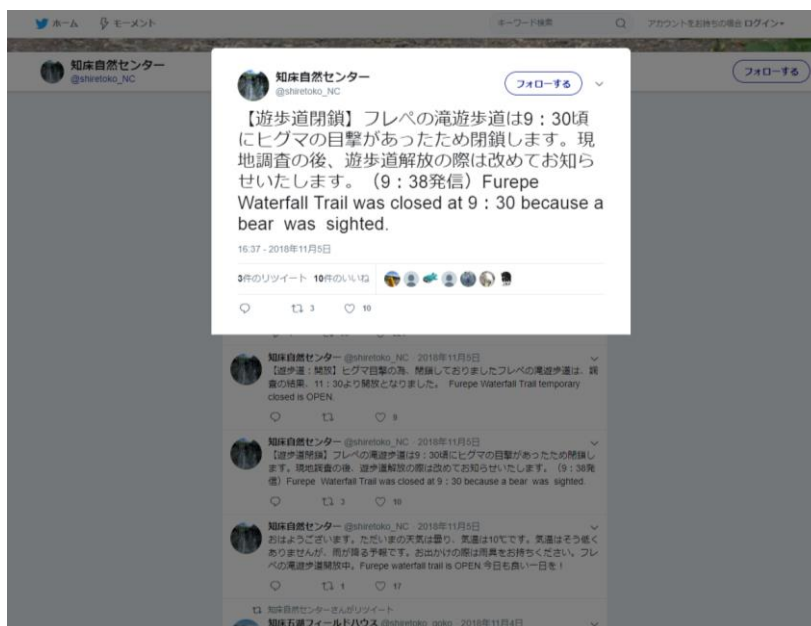 ホーム モーメント キーワード検索 アカウントをお持ちの場合 ログイン
知床自然センター
@shiretoko_NC
フォローする
知床自然センター
@shiretoko_NC
フォローする
【遊歩道閉鎖】フレペの滝遊歩道は9：30頃
にヒグマの目撃があったため閉鎖します。現
地調査の後、遊歩道解放の際は改めてお知ら
せいたします。（9：38発信）Furepe
Waterfall Trail was closed at 9：30 because a
bear was sighted.
16:37 - 2018年11月5日
3件のリツイート 10件のいいね
3 10
知床自然センター @shiretoko_NC · 2018年11月5日
【遊歩道：開放】ヒグマ目撃の為、閉鎖しておりましたフレペの滝遊歩道は、調
査の結果、11：30より開放となりました。 Furepe Waterfall Trail temporary
closed is OPEN.
9
知床自然センター @shiretoko_NC · 2018年11月5日
【遊歩道閉鎖】フレペの滝遊歩道は9：30頃にヒグマの目撃があったため閉鎖し
ます。現地調査の後、遊歩道解放の際は改めてお知らせいたします。（9：38発
信）Furepe Waterfall Trail was closed at 9：30 because a bear was sighted.
3 10
知床自然センター @shiretoko_NC · 2018年11月5日
おはようございます。ただいまの天気は曇り、気温は10℃です。気温はそう低く
ありませんが、雨が降る予報です。お出かけの際は雨具をお持ちください。フレ
ペの滝遊歩道開放中。Furepe waterfall trail is OPEN.今日も良い一日を！
1 17
知床自然センターさんがリツイート
知床五湖フィールドハウス @shiretoko_goko · 2018年11月4日